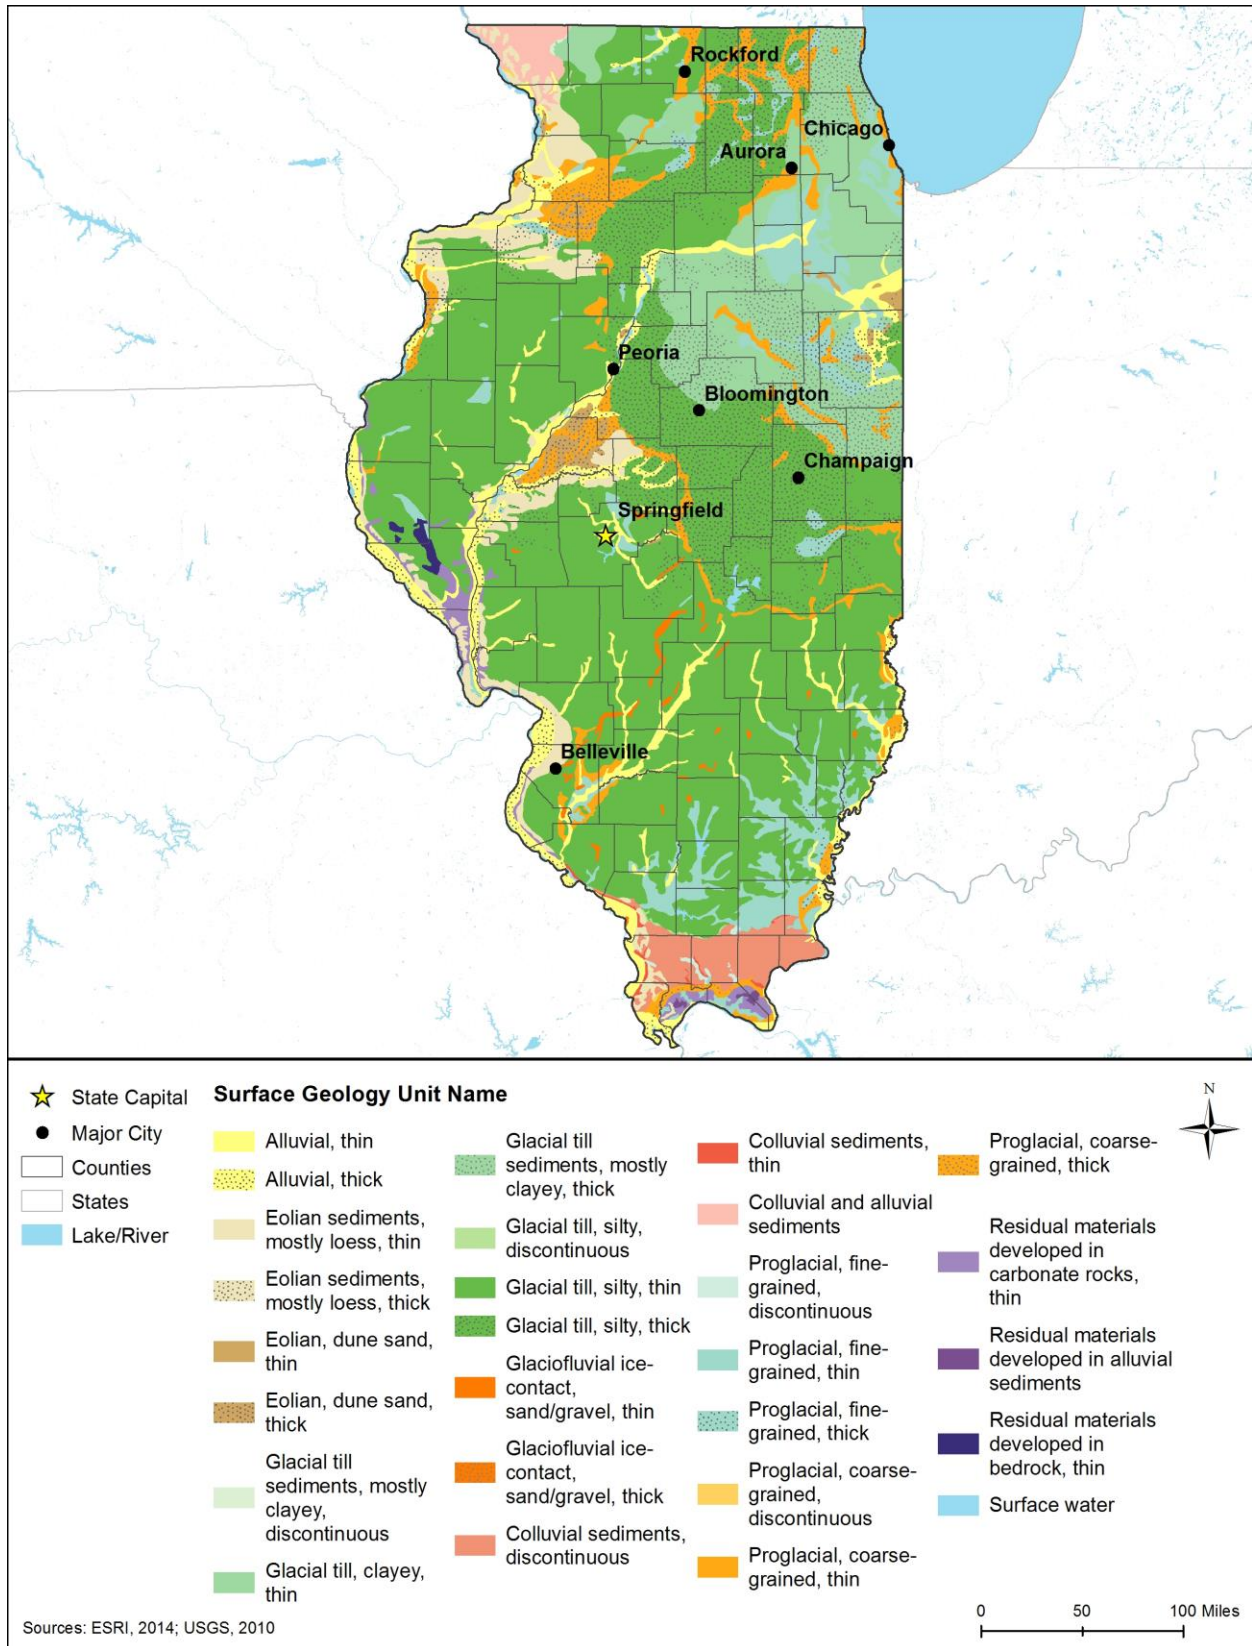 Rockford
Chicago
Aurora
Peoria
Bloomington
Champaign
Springfield
Belleville
State Capital
Major City
Counties
States
Lake/River
Surface Geology Unit Name
Alluvial, thin
Alluvial, thick
Eolian sediments,
mostly loess, thin
Eolian sediments,
mostly loess, thick
Eolian, dune sand,
thin
Eolian, dune sand,
thick
Glacial till
sediments, mostly
clayey,
discontinuous
Glacial till, clayey,
thin
Glacial till
sediments, mostly
clayey, thick
Glacial till, silty,
discontinuous
Glacial till, silty, thin
Glacial till, silty, thick
Glaciofluvial ice-
contact,
sand/gravel, thin
Glaciofluvial ice-
contact,
sand/gravel, thick
Colluvial sediments,
discontinuous
Colluvial sediments,
thin
Colluvial and alluvial
sediments
Proglacial, fine-
grained,
discontinuous
Proglacial, fine-
grained, thin
Proglacial, fine-
grained, thick
Proglacial, coarse-
grained,
discontinuous
Proglacial, coarse-
grained, thin
Proglacial, coarse-
grained, thick
Residual materials
developed in
carbonate rocks,
thin
Residual materials
developed in alluvial
sediments
Residual materials
developed in
bedrock, thin
Surface water
N
0 50 100 Miles
Sources: ESRI, 2014; USGS, 2010